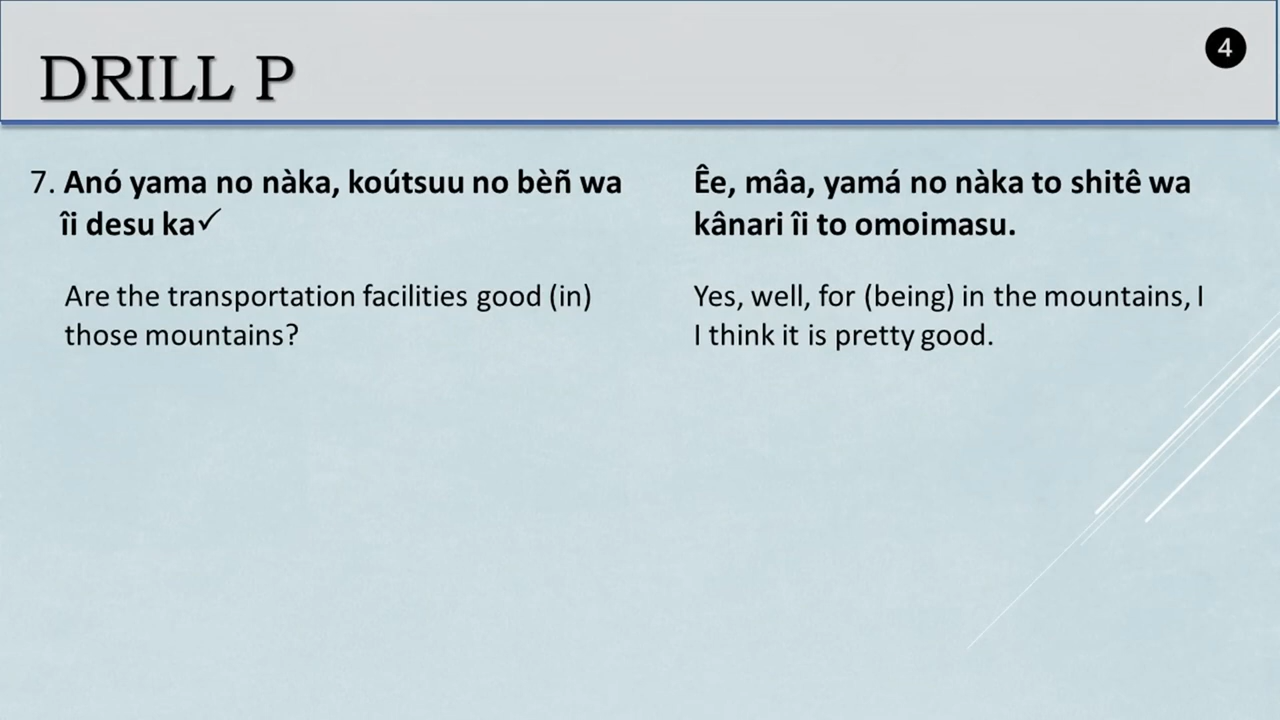 DRILL P
4
7. Anó yama no nàka, koútsuu no bèñ wa
îi desu ka✓
Are the transportation facilities good (in)
those mountains?
Êe, mâa, yamá no nàka to shitê wa
kânari îi to omoimasu.
Yes, well, for (being) in the mountains, I
I think it is pretty good.